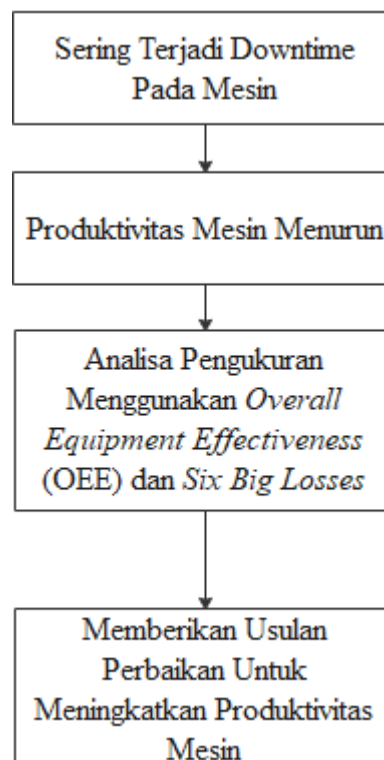 Sering Terjadi Downtime
Pada Mesin
Produktivitas Mesin Menurun
Analisa Pengukuran
Menggunakan Overall
Equipment Effectiveness
(OEE) dan Six Big Losses
Memberikan Usulan
Perbaikan Untuk
Meningkatkan Produktivitas
Mesin